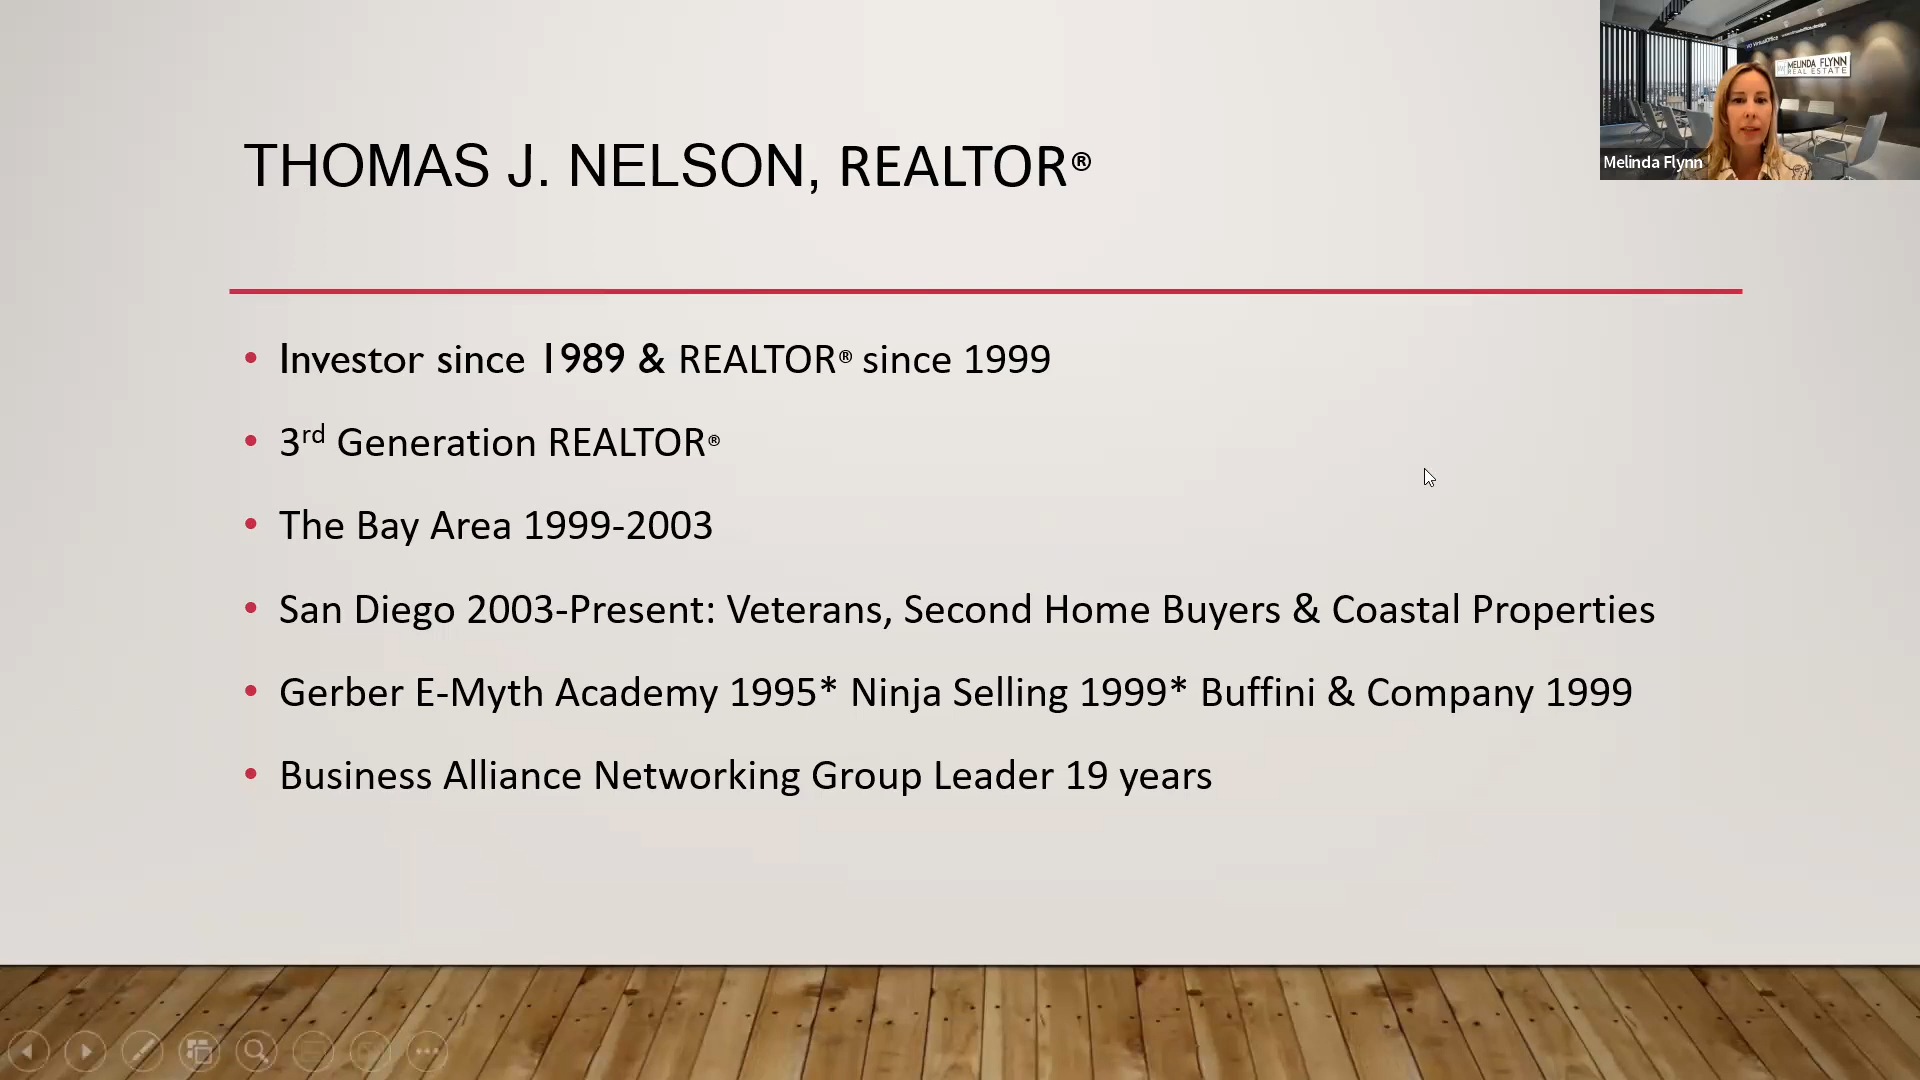 THOMAS J. NELSON, REALTOR®
Investor since 1989 & REALTOR® since 1999
3rd Generation REALTOR®
The Bay Area 1999-2003
San Diego 2003-Present: Veterans, Second Home Buyers & Coastal Properties
Gerber E-Myth Academy 1995* Ninja Selling 1999* Buffini & Company 1999
Business Alliance Networking Group Leader 19 years
MELINDA FLYNN
REAL ESTATE
Melinda Flynn